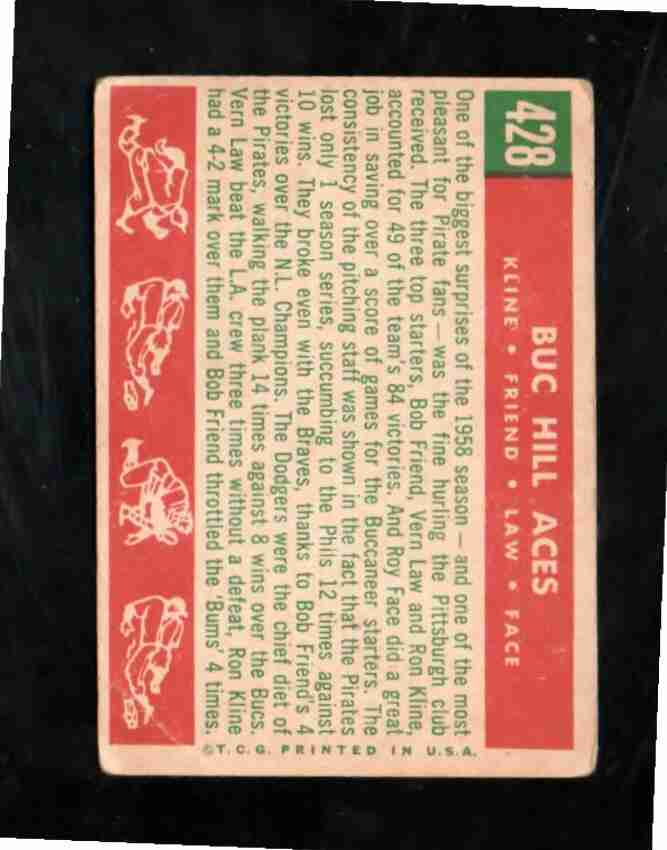 428
BUC HILL ACES
KLINE • FRIEND • LAW • FACE
One of the biggest surprises of the 1958 season — and one of the most
pleasant for Pirate fans — was the fine hurling the Pittsburgh club
received. The three top starters, Bob Friend, Vern Law and Ron Kline,
accounted for 49 of the team's 84 victories. And Roy Face did a great
job in saving over a score of games for the Buccaneer starters. The
consistency of the pitching staff was shown in the fact that the Pirates
lost only 1 season series, succumbing to the Phils 12 times against
10 wins. They broke even with the Braves, thanks to Bob Friend's 4
victories over the N.L. Champions. The Dodgers were the chief diet of
the Pirates, walking the plank 14 times against 8 wins over the Bucs.
Vern Law beat the L.A. crew three times without a defeat, Ron Kline
had a 4-2 mark over them and Bob Friend throttled the 'Bums' 4 times.
©T.C.G. PRINTED IN U.S.A.